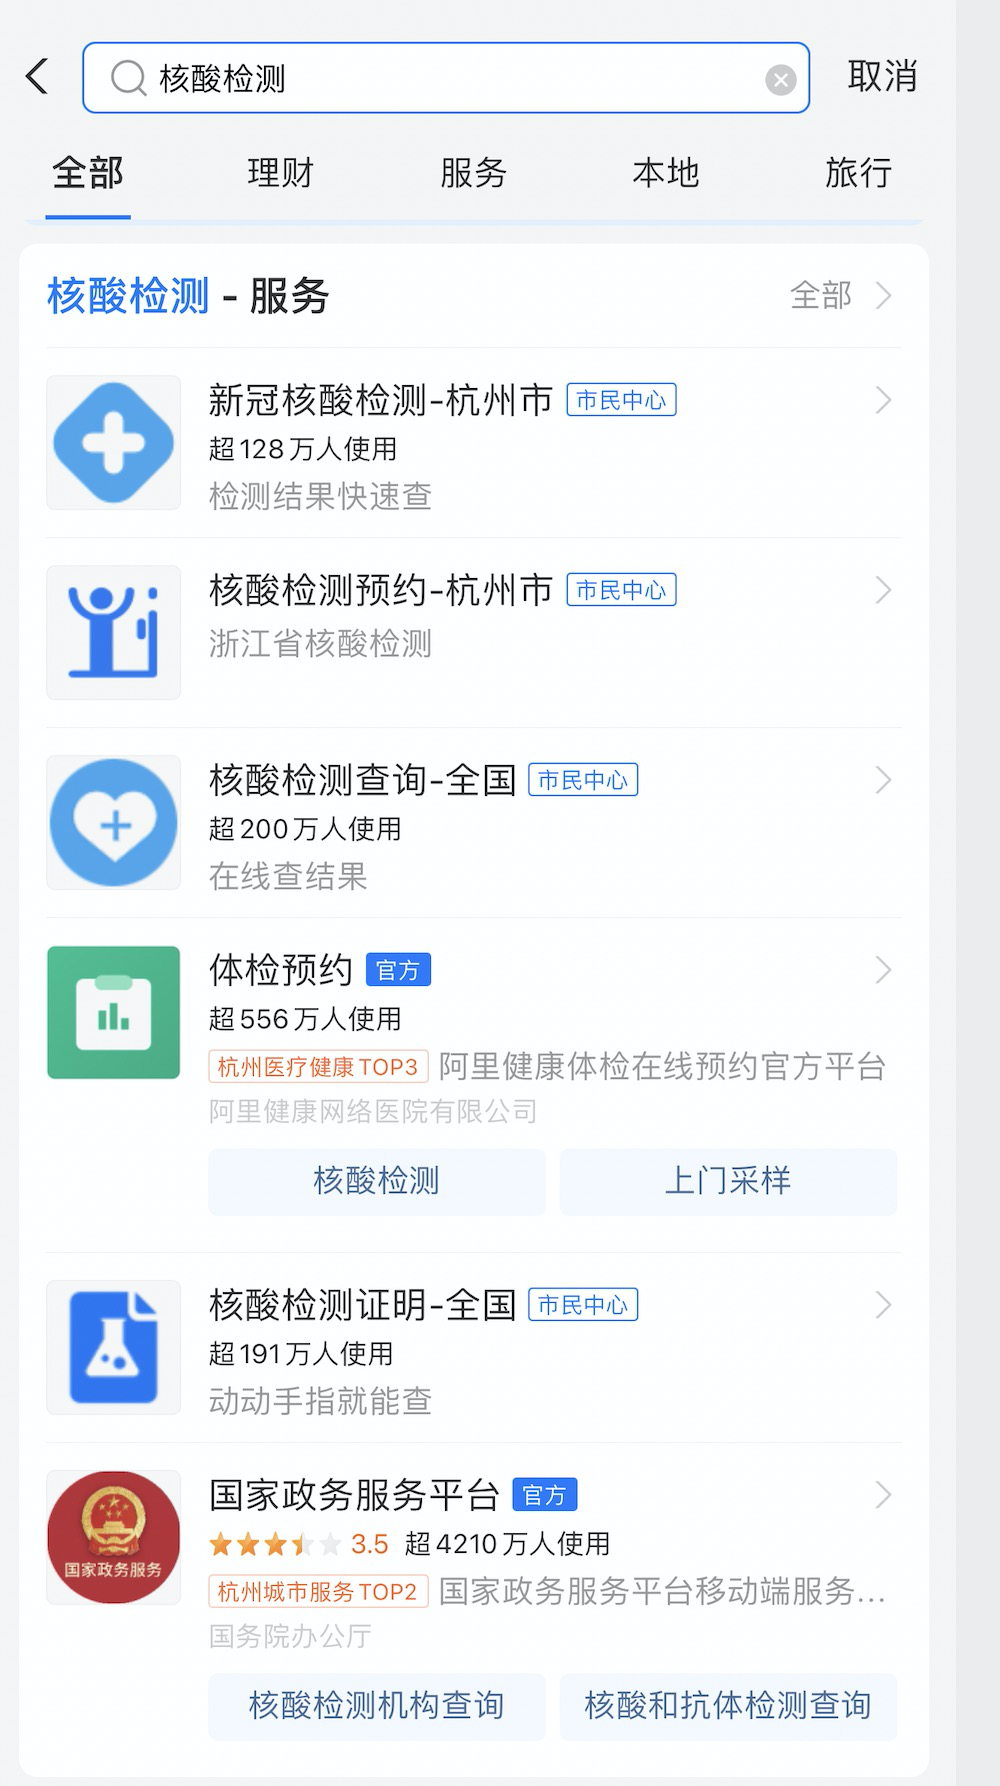 核酸检测
取消
全部 理财 服务 本地 旅行
核酸检测 - 服务
全部
新冠核酸检测-杭州市 市民中心
超128万人使用
检测结果快速查
核酸检测预约-杭州市 市民中心
浙江省核酸检测
核酸检测查询-全国 市民中心
超200万人使用
在线查结果
体检预约 官方
超556万人使用
杭州医疗健康TOP3 阿里健康体检在线预约官方平台
阿里健康网络医院有限公司
核酸检测 上门采样
核酸检测证明-全国 市民中心
超191万人使用
动动手指就能查
国家政务服务
国家政务服务平台 官方
3.5 超4210万人使用
杭州城市服务TOP2 国家政务服务平台移动端服务...
国务院办公厅
核酸检测机构查询 核酸和抗体检测查询